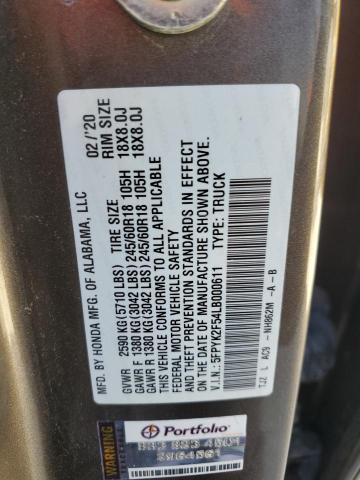 MFD. BY HONDA MFG. OF ALABAMA, LLC 02/'20
TIRE SIZE RIM SIZE
GVWR 2590 KG(5710 LBS)
GAWR F 1380 KG(3042 LBS) 245/60R18 105H 18X8.0J
GAWR R 1380 KG(3042 LBS) 245/60R18 105H 18X8.0J
THIS VEHICLE CONFORMS TO ALL APPLICABLE
FEDERAL MOTOR VEHICLE SAFETY
AND THEFT PREVENTION STANDARDS IN EFFECT
ON THE DATE OF MANUFACTURE SHOWN ABOVE.
V.I.N.: 5FPYK2F54LB000611 TYPE: TRUCK
TJZ L AC9 -NH862M -A -B
WARNING
Portfolio